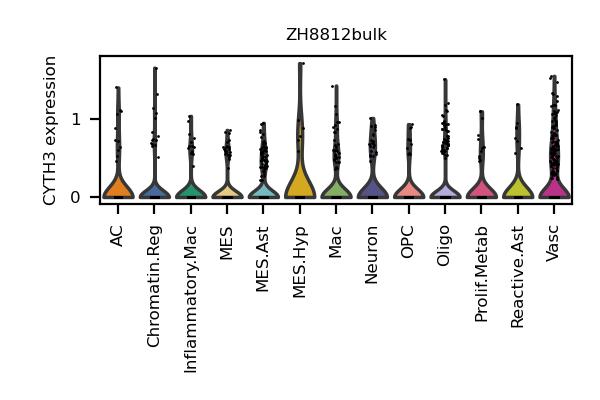 ZH8812bulk
CYTH3 expression
1
0
AC
Chromatin.Reg
Inflammatory.Mac
MES
MES.Ast
MES.Hyp
Mac
Neuron
OPC
Oligo
Prolif.Metab
Reactive.Ast
Vasc